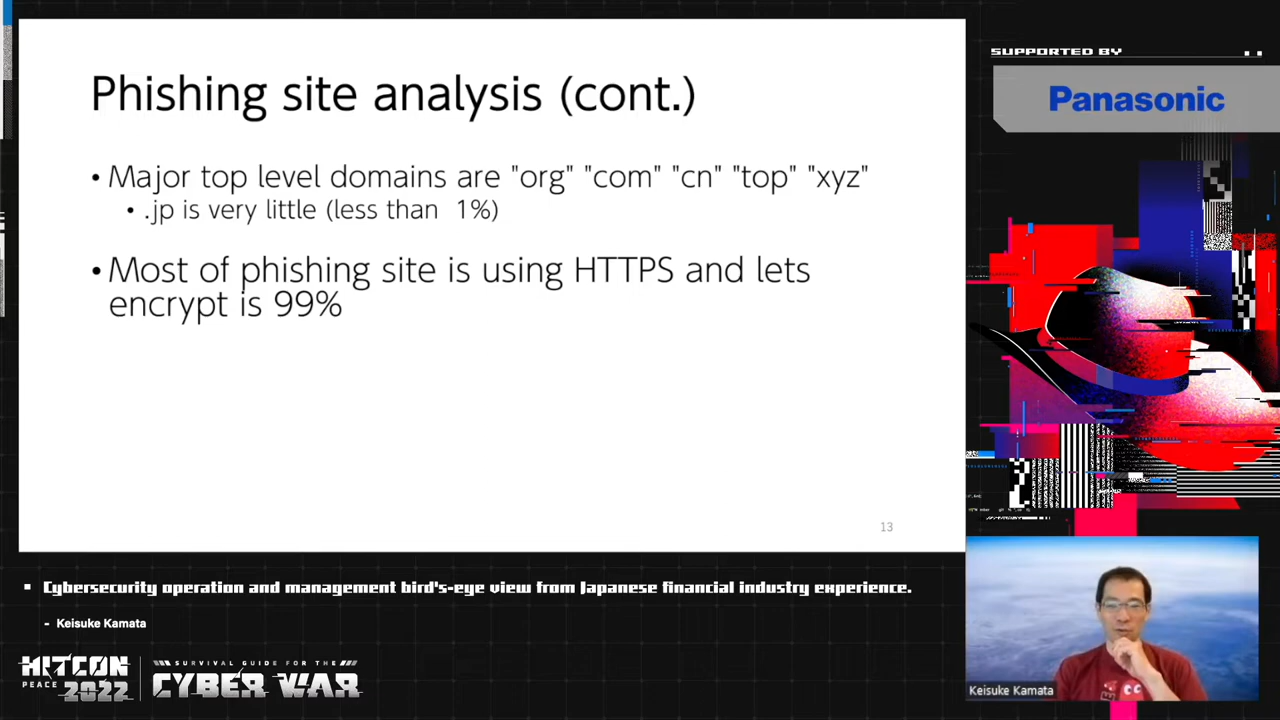 Phishing site analysis (cont.)
• Major top level domains are "org" "com" "cn" "top" "xyz"
• .jp is very little (less than 1%)
• Most of phishing site is using HTTPS and lets
encrypt is 99%
13
SUPPORTED BY
Panasonic
Cybersecurity operation and management bird's-eye view from Japanese financial industry experience.
- Keisuke Kamata
HITCON
PEACE 2022
SURVIVAL GUIDE FOR THE
CYBER WAR
Keisuke Kamata